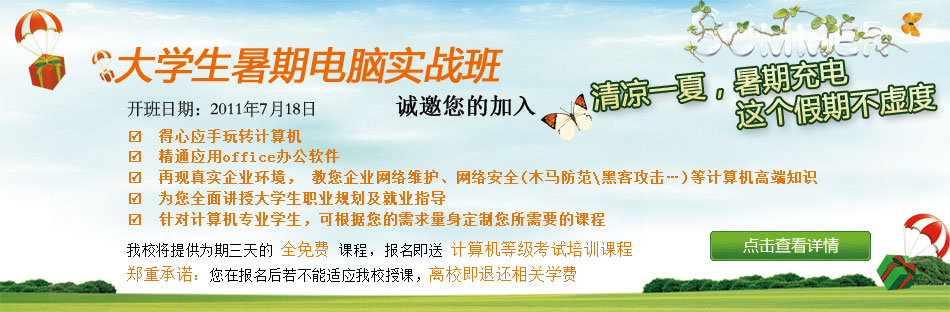 SUMMER
大学生暑期电脑实战班
清凉一夏，暑期充电
这个假期不虚度
开班日期：2011年7月18日
诚邀您的加入
得心应手玩转计算机
精通应用office办公软件
再现真实企业环境， 教您企业网络维护、网络安全(木马防范\黑客攻击…)等计算机高端知识
为您全面讲授大学生职业规划及就业指导
针对计算机专业学生，可根据您的需求量身定制您所需要的课程
我校将提供为期三天的 全免费 课程，报名即送 计算机等级考试培训课程
郑重承诺：您在报名后若不能适应我校授课，离校即退还相关学费
点击查看详情